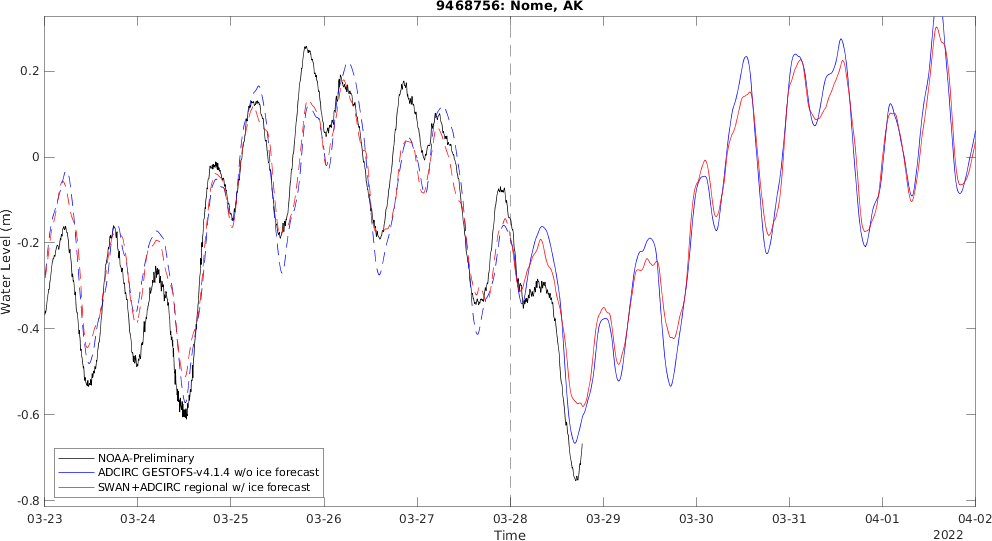 9468756: Nome, AK
Water Level (m)
0.2
0
-0.2
-0.4
-0.6
-0.8
NOAA-Preliminary
ADCIRC GESTOFS-v4.1.4 w/o ice forecast
SWAN+ADCIRC regional w/ ice forecast
03-23 03-24 03-25 03-26 03-27 03-28 03-29 03-30 03-31 04-01 04-02
Time
2022